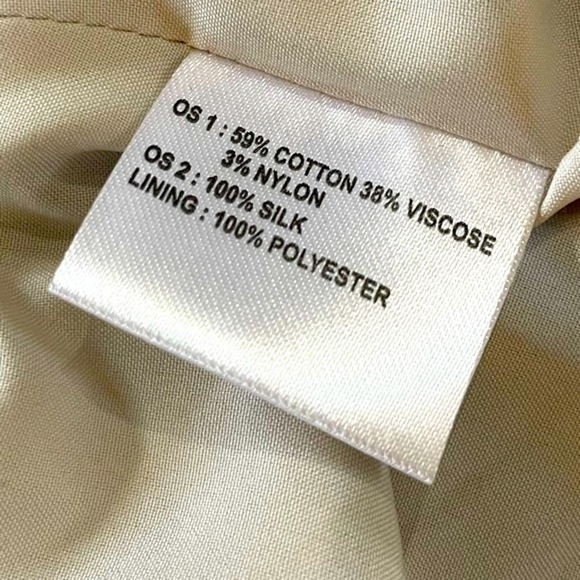 OS 1 : 59% COTTON 38% VISCOSE
3% NYLON
OS 2 : 100% SILK
LINING : 100% POLYESTER